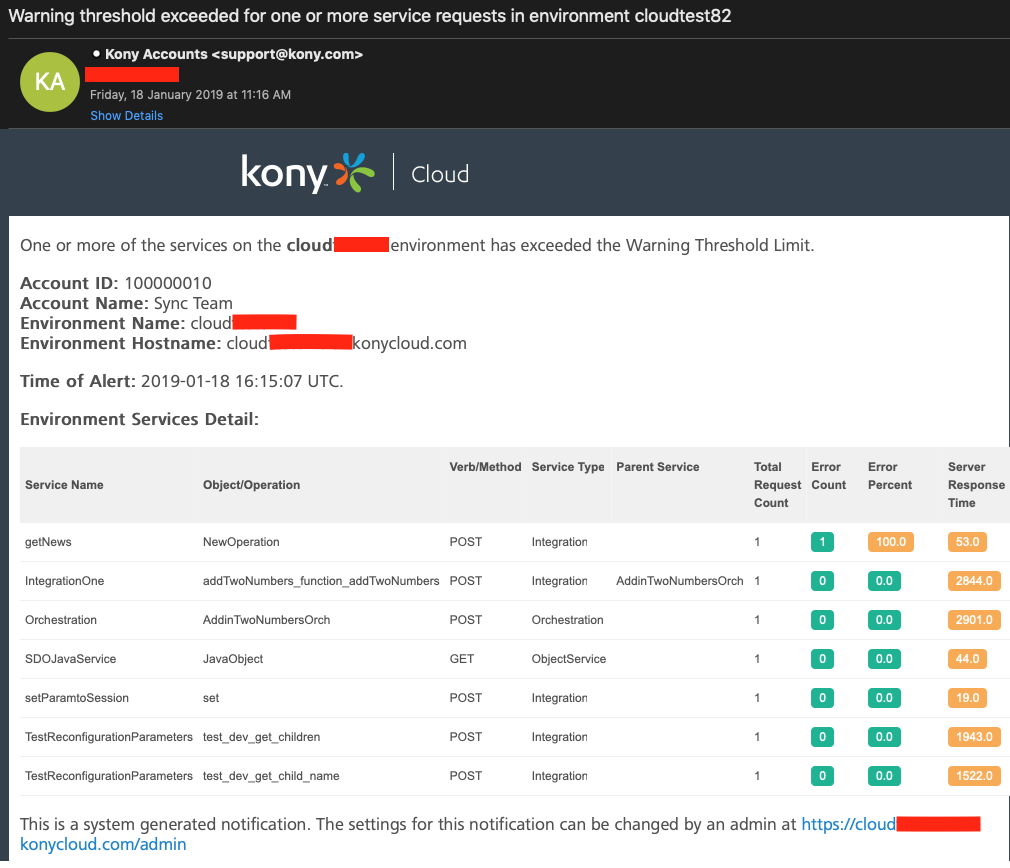 Warning threshold exceeded for one or more service requests in environment cloudtest82
• Kony Accounts <support@kony.com>
KA
Friday, 18 January 2019 at 11:16 AM
Show Details
kony™ | Cloud
One or more of the services on the cloud environment has exceeded the Warning Threshold Limit.
Account ID: 100000010
Account Name: Sync Team
Environment Name: cloud
Environment Hostname: cloud konycloud.com
Time of Alert: 2019-01-18 16:15:07 UTC.
Environment Services Detail:
Service Name Object/Operation Verb/Method Service Type Parent Service Total Request Count Error Count Error Percent Server Response Time
getNews NewOperation POST Integration 1 1 100.0 53.0
IntegrationOne addTwoNumbers_function_addTwoNumbers POST Integration AddinTwoNumbersOrch 1 0 0.0 2844.0
Orchestration AddinTwoNumbersOrch POST Orchestration 1 0 0.0 2901.0
SDOJavaService JavaObject GET ObjectService 1 0 0.0 44.0
setParamtoSession set POST Integration 1 0 0.0 19.0
TestReconfigurationParameters test_dev_get_children POST Integration 1 0 0.0 1943.0
TestReconfigurationParameters test_dev_get_child_name POST Integration 1 0 0.0 1522.0
This is a system generated notification. The settings for this notification can be changed by an admin at https://cloud
konycloud.com/admin